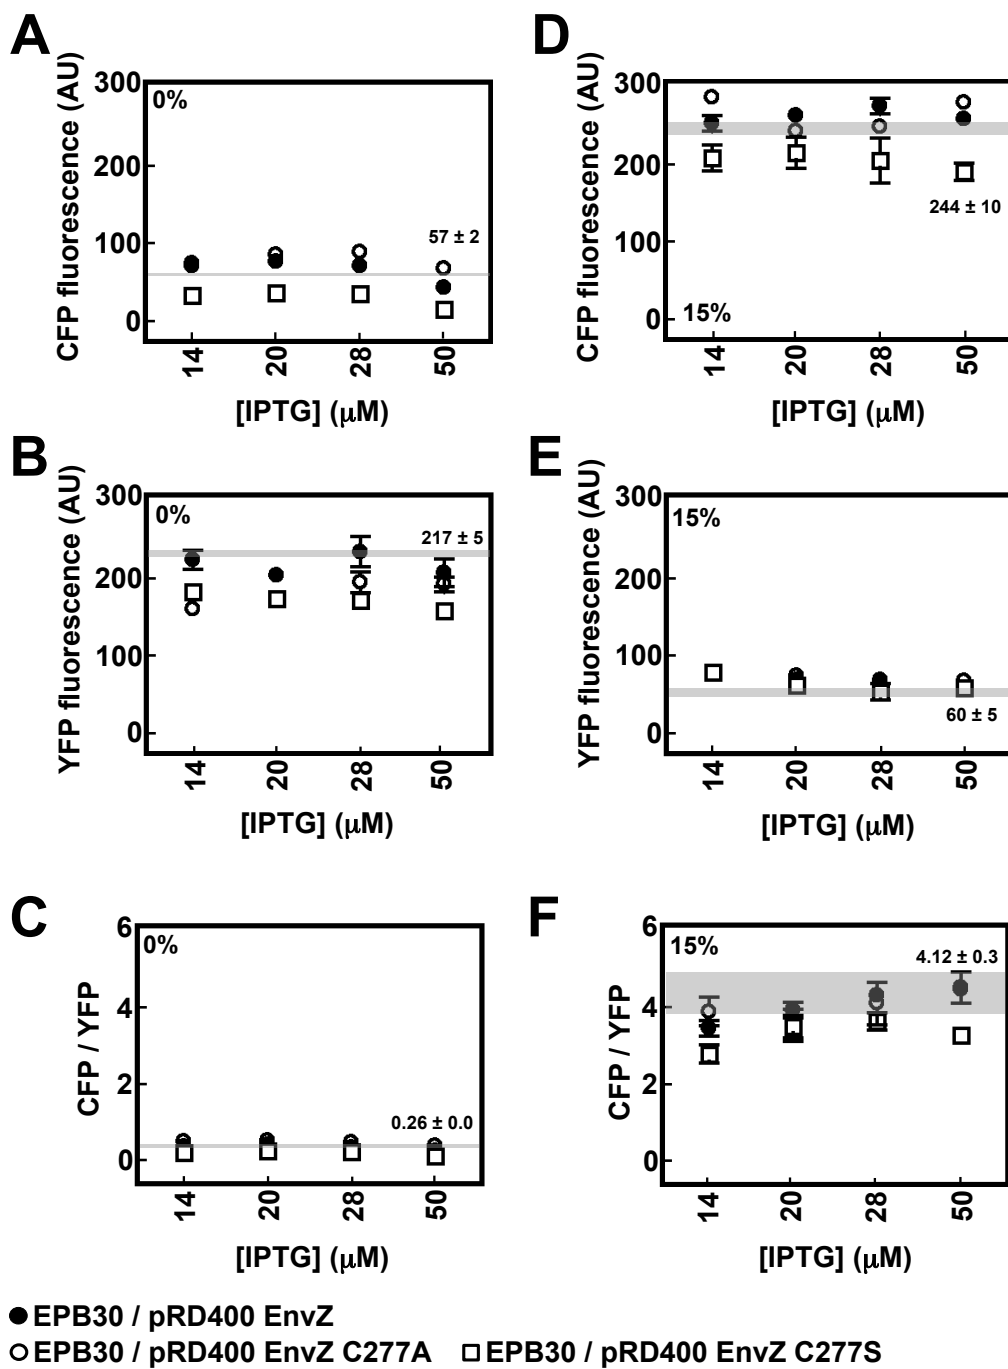 A
CFP fluorescence (AU)
300
200
100
0
0%
57 ± 2
14
20
28
50
[IPTG] (μM)
D
CFP fluorescence (AU)
300
200
100
0
244 ± 10
15%
14
20
28
50
[IPTG] (μM)
B
YFP fluorescence (AU)
300
200
100
0
0%
217 ± 5
14
20
28
50
[IPTG] (μM)
E
YFP fluorescence (AU)
300
200
100
0
15%
60 ± 5
14
20
28
50
[IPTG] (μM)
C
CFP / YFP
6
4
2
0
0%
0.26 ± 0.0
14
20
28
50
[IPTG] (μM)
F
CFP / YFP
6
4
2
0
15%
4.12 ± 0.3
14
20
28
50
[IPTG] (μM)
EPB30 / pRD400 EnvZ
EPB30 / pRD400 EnvZ C277A
EPB30 / pRD400 EnvZ C277S